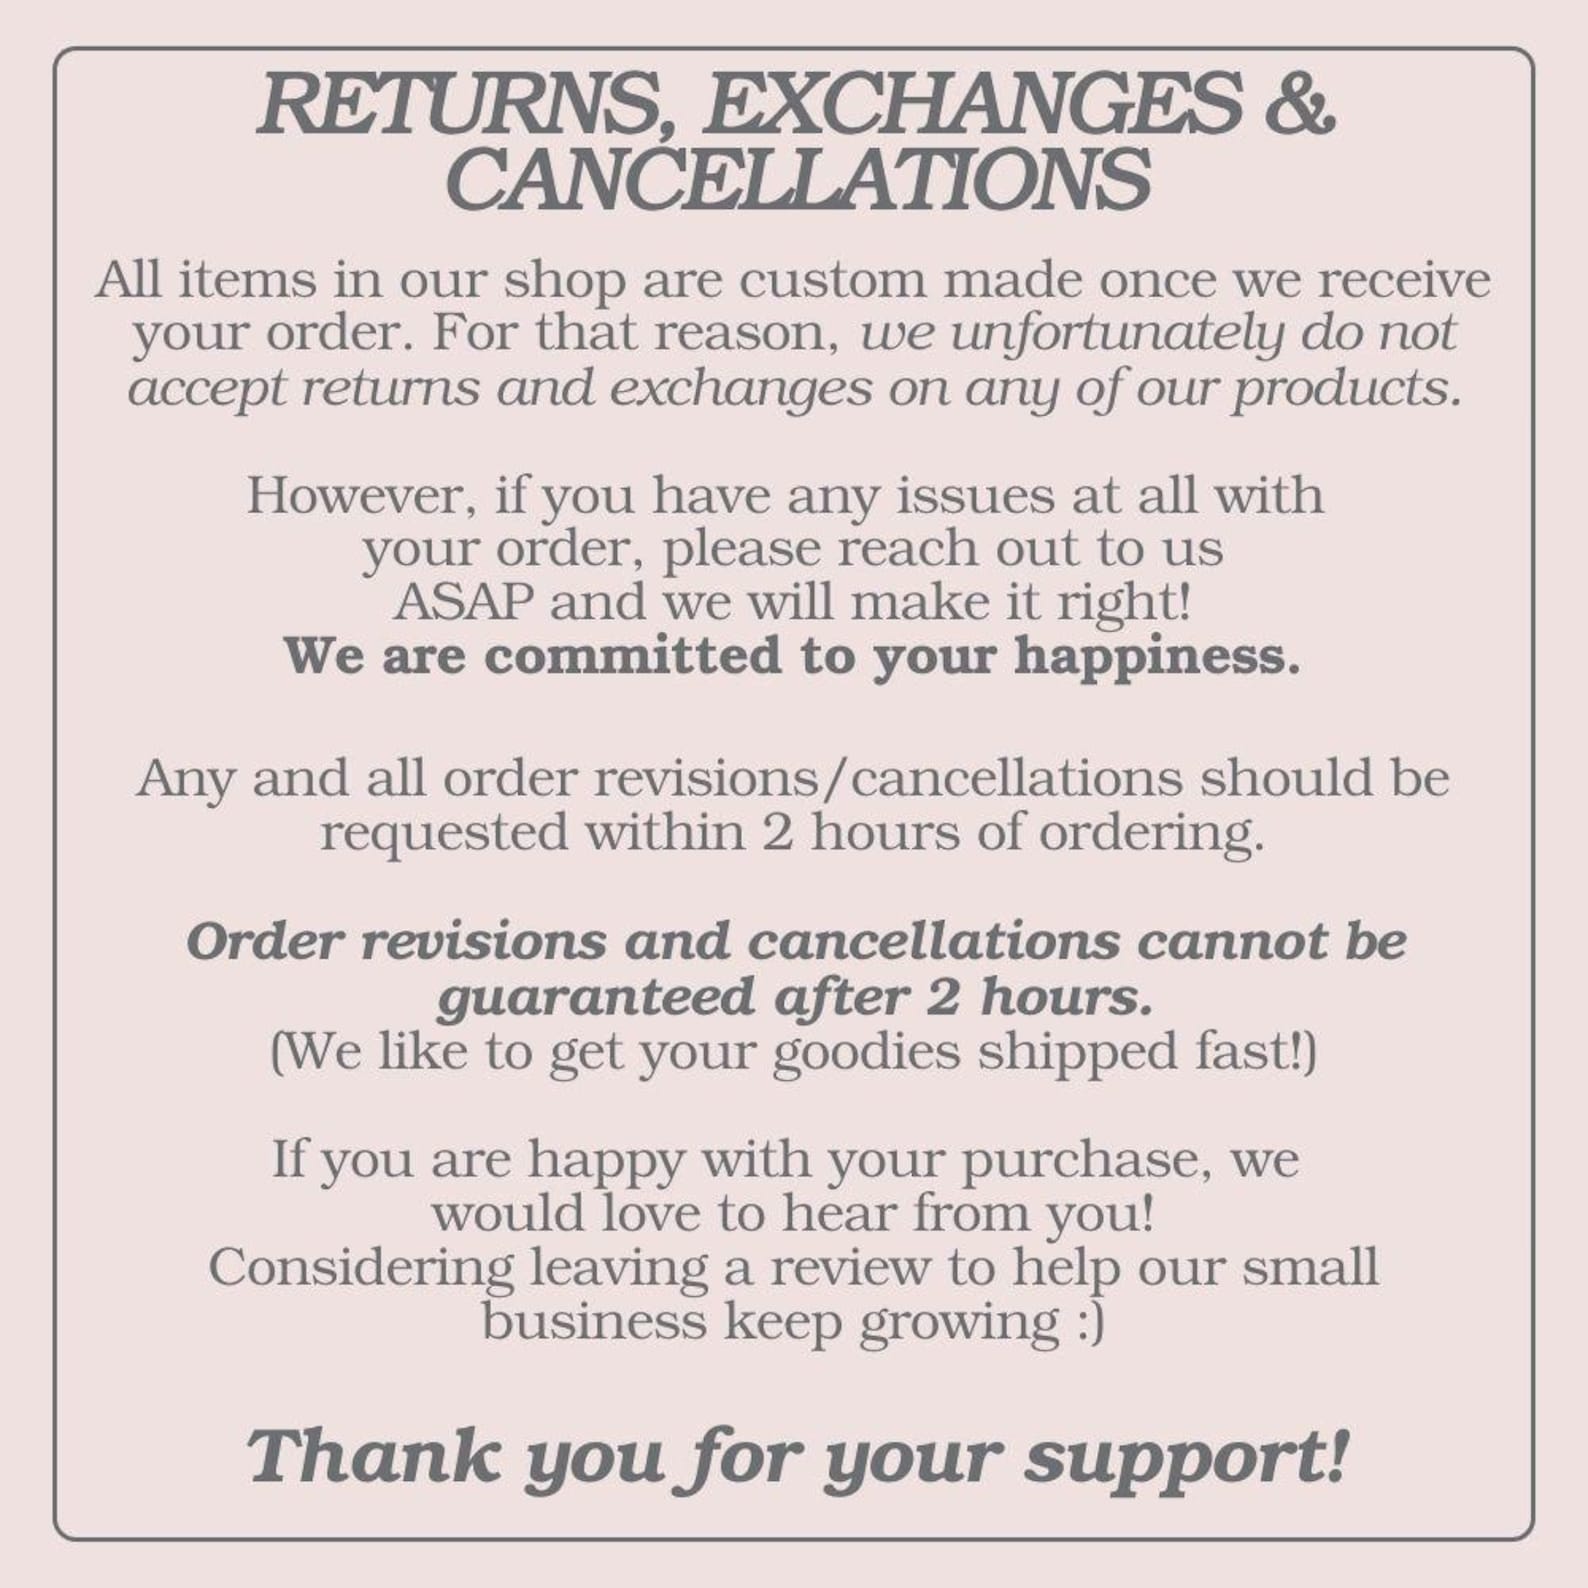 RETURNS, EXCHANGES &
CANCELLATIONS
All items in our shop are custom made once we receive
your order. For that reason, we unfortunately do not
accept returns and exchanges on any of our products.
However, if you have any issues at all with
your order, please reach out to us
ASAP and we will make it right!
We are committed to your happiness.
Any and all order revisions/cancellations should be
requested within 2 hours of ordering.
Order revisions and cancellations cannot be
guaranteed after 2 hours.
(We like to get your goodies shipped fast!)
If you are happy with your purchase, we
would love to hear from you!
Considering leaving a review to help our small
business keep growing :)
Thank you for your support!